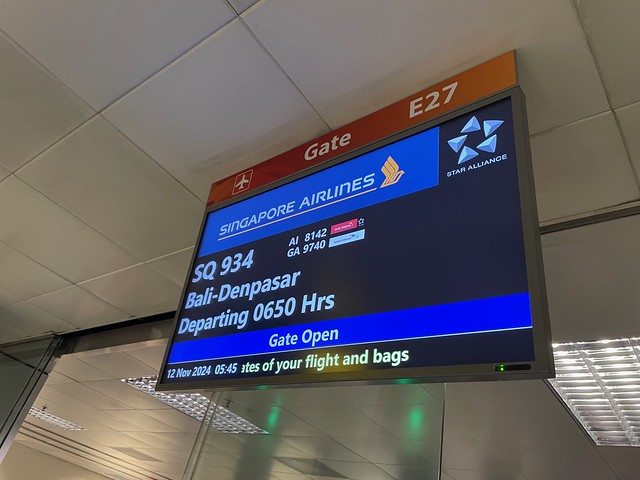 Gate E27
SINGAPORE AIRLINES
STAR ALLIANCE
SQ 934
AI 8142
GA 9740
Bali-Denpasar
Departing 0650 Hrs
Gate Open
12 Nov 2024 05:45 ates of your flight and bags